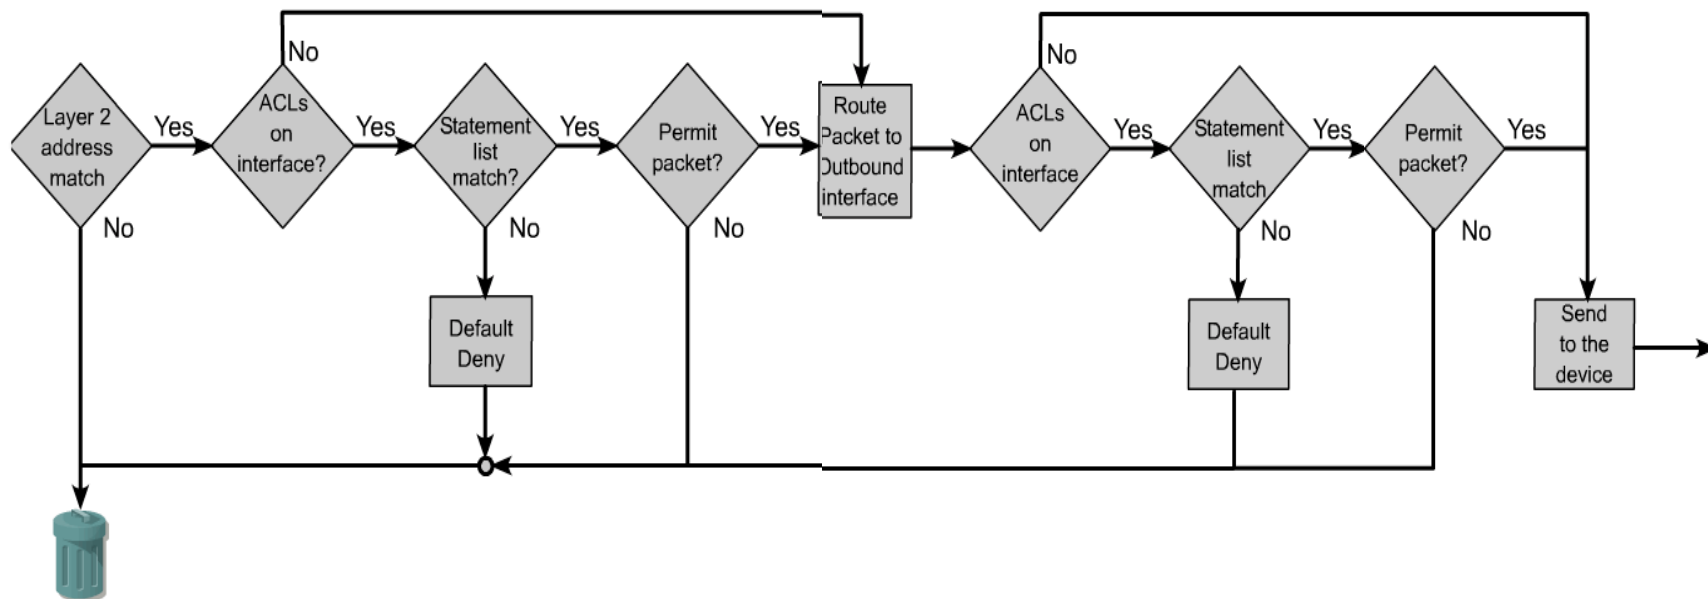 Layer 2
address
match
Yes
No
ACLs
on
interface?
No
Yes
Statement
list
match?
Yes
No
Default
Deny
Permit
packet?
Yes
No
Route
Packet to
Outbound
interface
ACLs
on
interface
No
Yes
Statement
list
match
Yes
No
Default
Deny
Permit
packet?
Yes
No
Send
to the
device